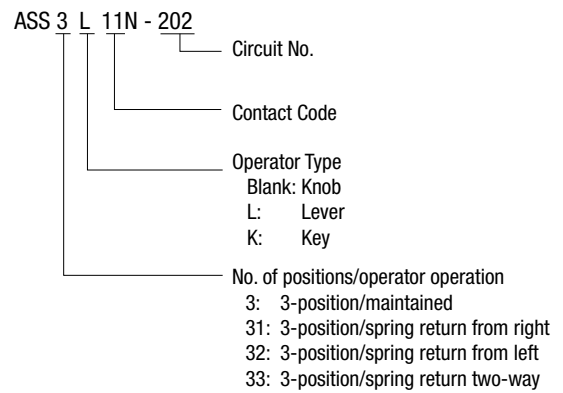 ASS 3 L 11N - 202
Circuit No.
Contact Code
Operator Type
Blank: Knob
L: Lever
K: Key
No. of positions/operator operation
3: 3-position/maintained
31: 3-position/spring return from right
32: 3-position/spring return from left
33: 3-position/spring return two-way